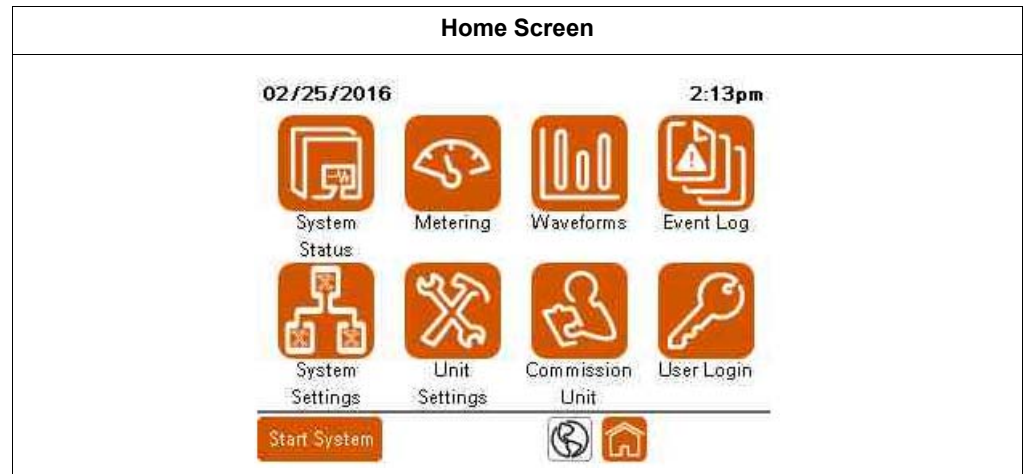 Home Screen
02/25/2016 2:13pm
System Status
Metering
Waveforms
Event Log
System Settings
Unit Settings
Commission Unit
User Login
Start System